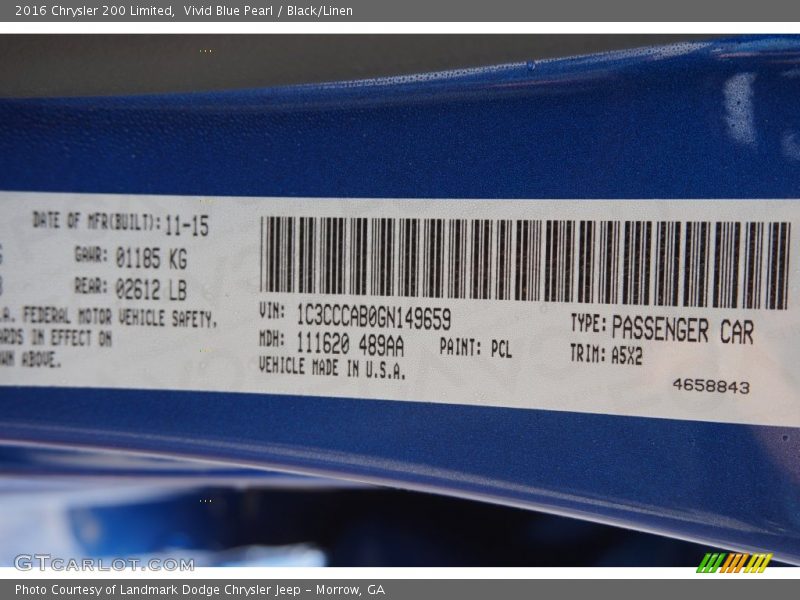 2016 Chrysler 200 Limited, Vivid Blue Pearl / Black/Linen
DATE OF MFR(BUILT): 11-15
GAWR: 01185 KG
REAR: 02612 LB
.A. FEDERAL MOTOR VEHICLE SAFETY,
ARDS IN EFFECT ON
WN ABOVE.
VIN: 1C3CCCAB0GN149659
TYPE: PASSENGER CAR
MDH: 111620 489AA PAINT: PCL
TRIM: A5X2
VEHICLE MADE IN U.S.A.
4658843
GTCARLOT.COM
Photo Courtesy of Landmark Dodge Chrysler Jeep - Morrow, GA